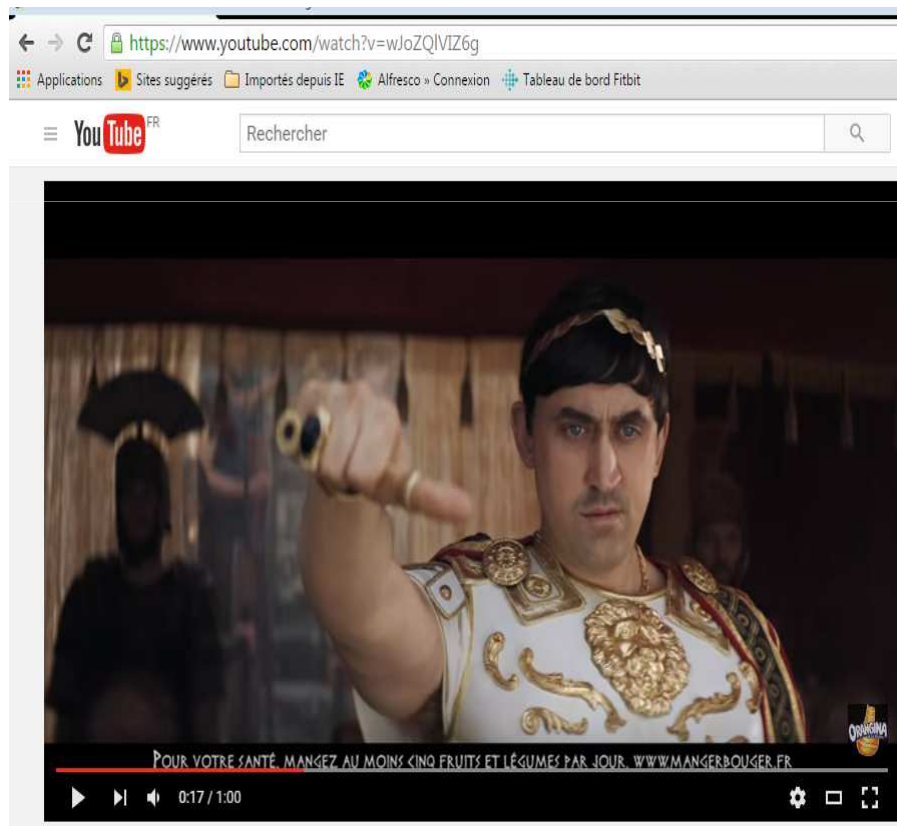 https://www.youtube.com/watch?v=wJoZQlVIZ6g
Applications Sites suggérés Importés depuis IE Alfresco » Connexion Tableau de bord Fitbit
You Tube FR
Rechercher
ORANGINA
POUR VOTRE SANTÉ, MANGEZ AU MOINS CINQ FRUITS ET LÉGUMES PAR JOUR. WWW.MANGERBOUGER.FR
0:17 / 1:00